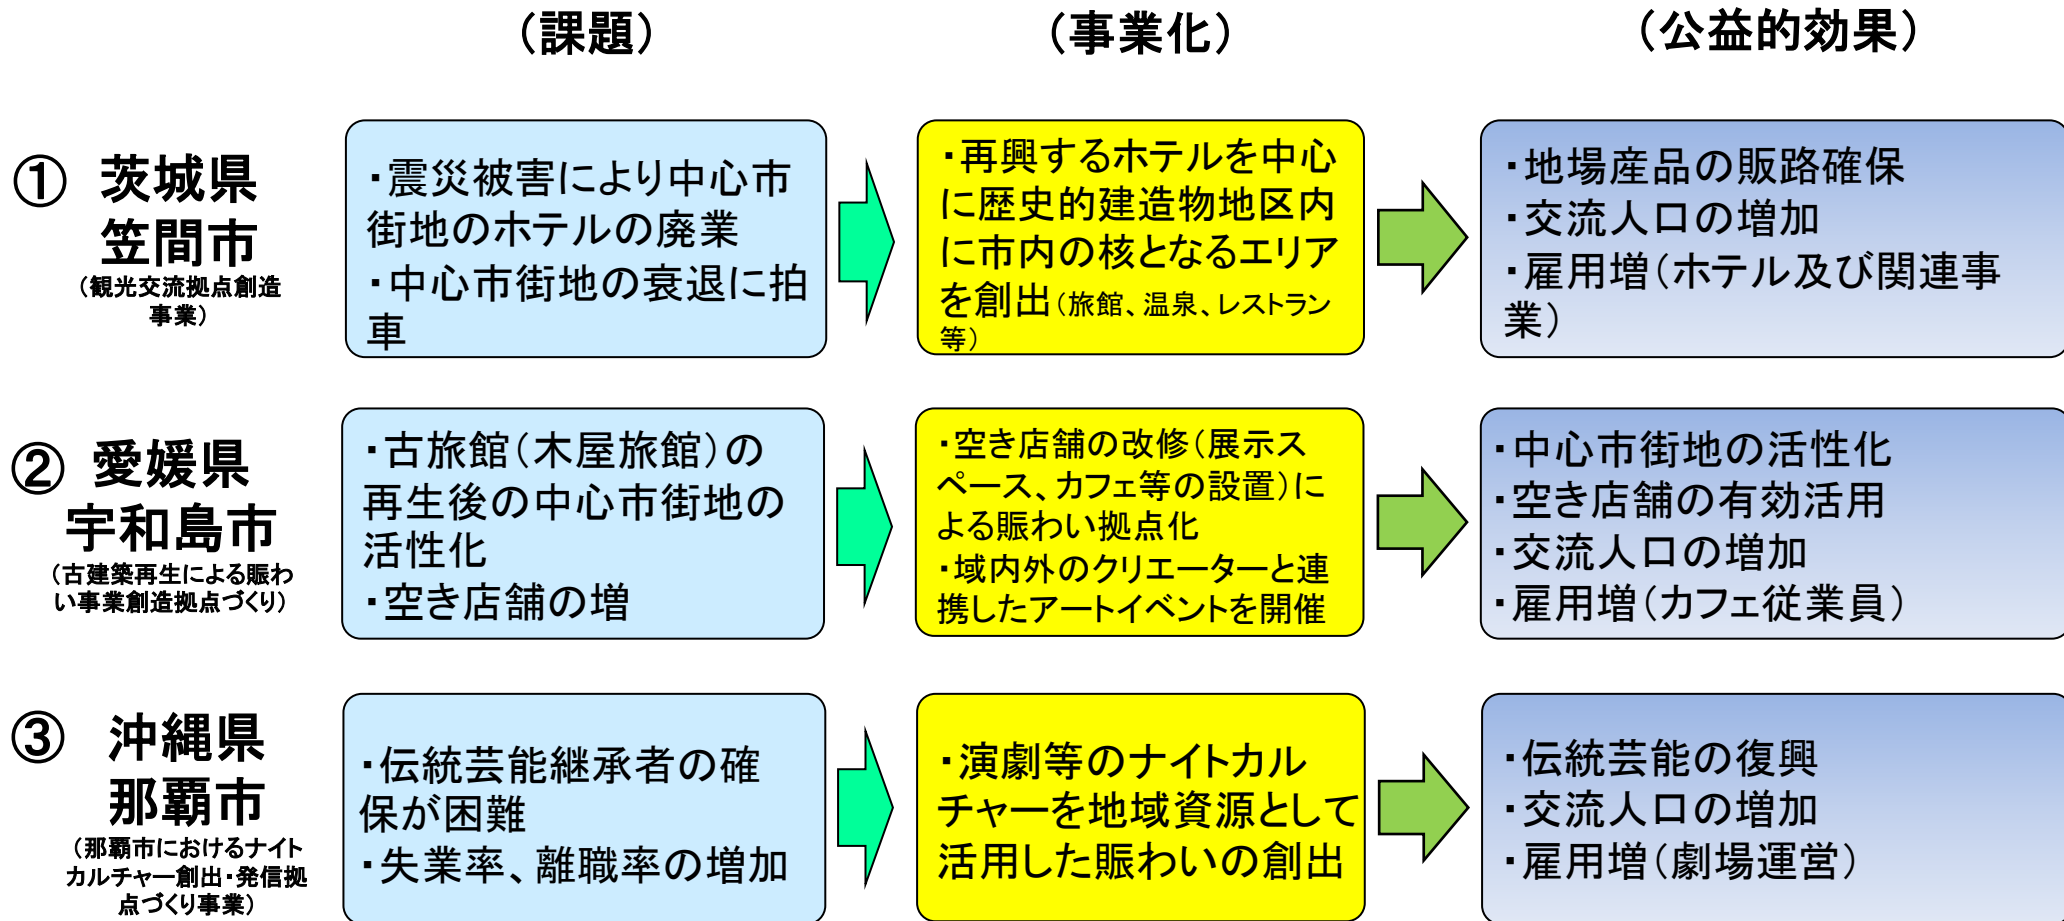 （課題）
（事業化）
（公益的効果）
① 茨城県
笠間市
（観光交流拠点創造
事業）
・震災被害により中心市
街地のホテルの廃業
・中心市街地の衰退に拍
車
・再興するホテルを中心
に歴史的建造物地区内
に市内の核となるエリア
を創出（旅館、温泉、レストラン
等）
・地場産品の販路確保
・交流人口の増加
・雇用増（ホテル及び関連事
業）
② 愛媛県
宇和島市
（古建築再生による賑わ
い事業創造拠点づくり）
・古旅館（木屋旅館）の
再生後の中心市街地の
活性化
・空き店舗の増
・空き店舗の改修（展示ス
ペース、カフェ等の設置）に
よる賑わい拠点化
・域内外のクリエーターと連
携したアートイベントを開催
・中心市街地の活性化
・空き店舗の有効活用
・交流人口の増加
・雇用増（カフェ従業員）
③ 沖縄県
那覇市
（那覇市におけるナイト
カルチャー創出・発信拠
点づくり事業）
・伝統芸能継承者の確
保が困難
・失業率、離職率の増加
・演劇等のナイトカル
チャーを地域資源として
活用した賑わいの創出
・伝統芸能の復興
・交流人口の増加
・雇用増（劇場運営）